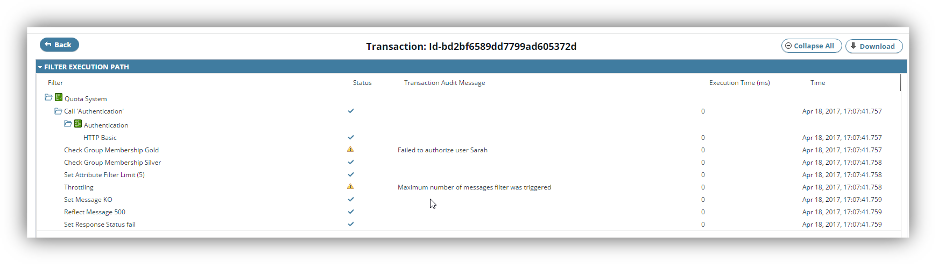 Back
Transaction: Id-bd2bf6589dd7799ad605372d
Collapse All
Download
FILTER EXECUTION PATH
Filter Status Transaction Audit Message Execution Time (ms) Time
Quota System
Call 'Authentication' 0 Apr 18, 2017, 17:07:41.757
Authentication
HTTP Basic 0 Apr 18, 2017, 17:07:41.757
Check Group Membership Gold Failed to authorize user Sarah 0 Apr 18, 2017, 17:07:41.757
Check Group Membership Silver 0 Apr 18, 2017, 17:07:41.758
Set Attribute Filter Limit (5) 0 Apr 18, 2017, 17:07:41.758
Throttling Maximum number of messages filter was triggered 0 Apr 18, 2017, 17:07:41.758
Set Message KO 0 Apr 18, 2017, 17:07:41.759
Reflect Message 500 0 Apr 18, 2017, 17:07:41.759
Set Response Status fail 0 Apr 18, 2017, 17:07:41.759